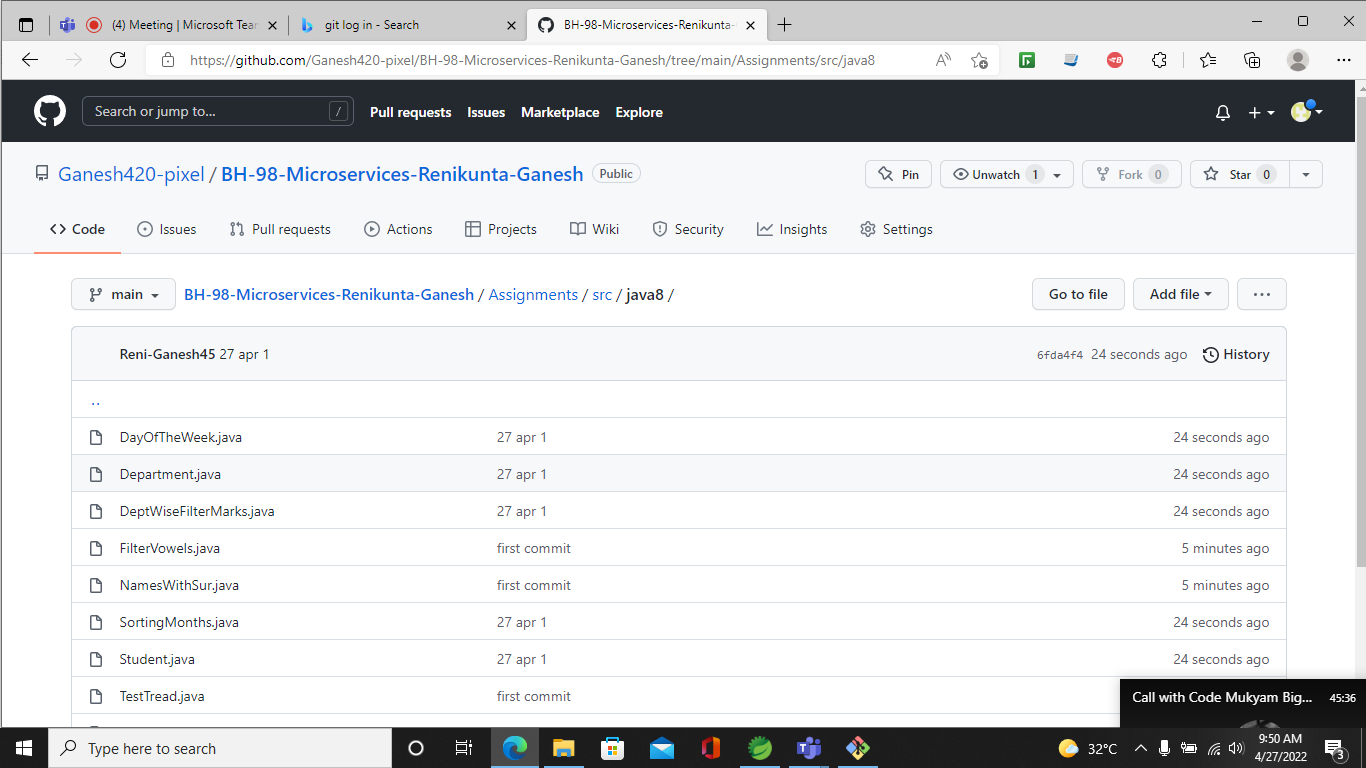 (4) Meeting | Microsoft Tear
git log in - Search
BH-98-Microservices-Renikunta-
https://github.com/Ganesh420-pixel/BH-98-Microservices-Renikunta-Ganesh/tree/main/Assignments/src/java8
Search or jump to... /
Pull requests Issues Marketplace Explore
Ganesh420-pixel / BH-98-Microservices-Renikunta-Ganesh Public
Pin Unwatch 1 Fork 0 Star 0
Code Issues Pull requests Actions Projects Wiki Security Insights Settings
main BH-98-Microservices-Renikunta-Ganesh / Assignments / src / java8 /
Go to file Add file ...
Reni-Ganesh45 27 apr 1 6fda4f4 24 seconds ago History
..
DayOfTheWeek.java 27 apr 1 24 seconds ago
Department.java 27 apr 1 24 seconds ago
DeptWiseFilterMarks.java 27 apr 1 24 seconds ago
FilterVowels.java first commit 5 minutes ago
NamesWithSur.java first commit 5 minutes ago
SortingMonths.java 27 apr 1 24 seconds ago
Student.java 27 apr 1 24 seconds ago
TestTread.java first commit
Call with Code Mukyam Big... 45:36
Type here to search
32°C
9:50 AM
4/27/2022
3